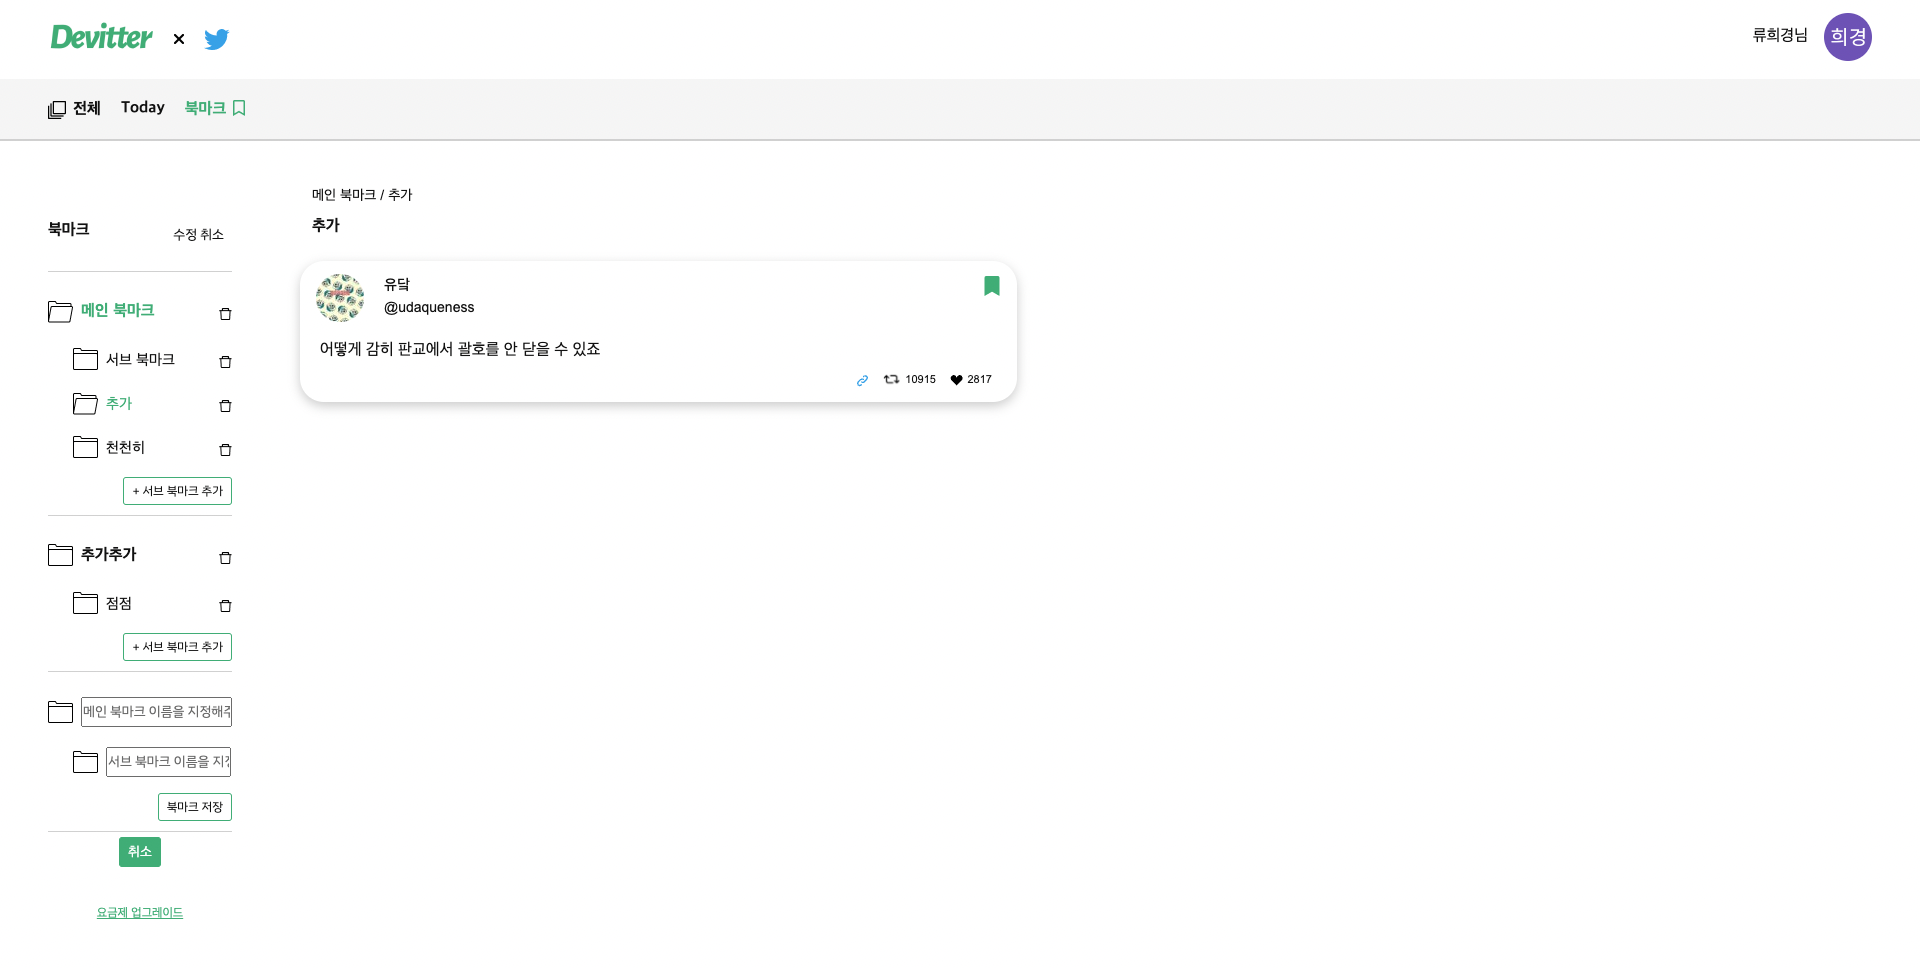 Devitter ×
류희경님 희경
전체 Today 북마크
메인 북마크 / 추가
추가
북마크 수정 취소
메인 북마크
서브 북마크
추가
천천히
+ 서브 북마크 추가
추가추가
점점
+ 서브 북마크 추가
메인 북마크 이름을 지정해주
서브 북마크 이름을 지정
북마크 저장
취소
요금제 업그레이드
유닼
@udaqueness
어떻게 감히 판교에서 괄호를 안 닫을 수 있죠
10915 2817